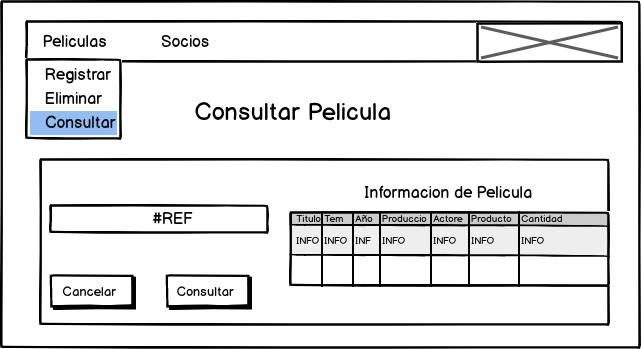 Peliculas Socios
Registrar
Eliminar
Consultar
Consultar Pelicula
#REF
Cancelar Consultar
Informacion de Pelicula
Titulo Tem Año Produccio Actore Producto Cantidad
INFO INFO INF INFO INFO INFO INFO